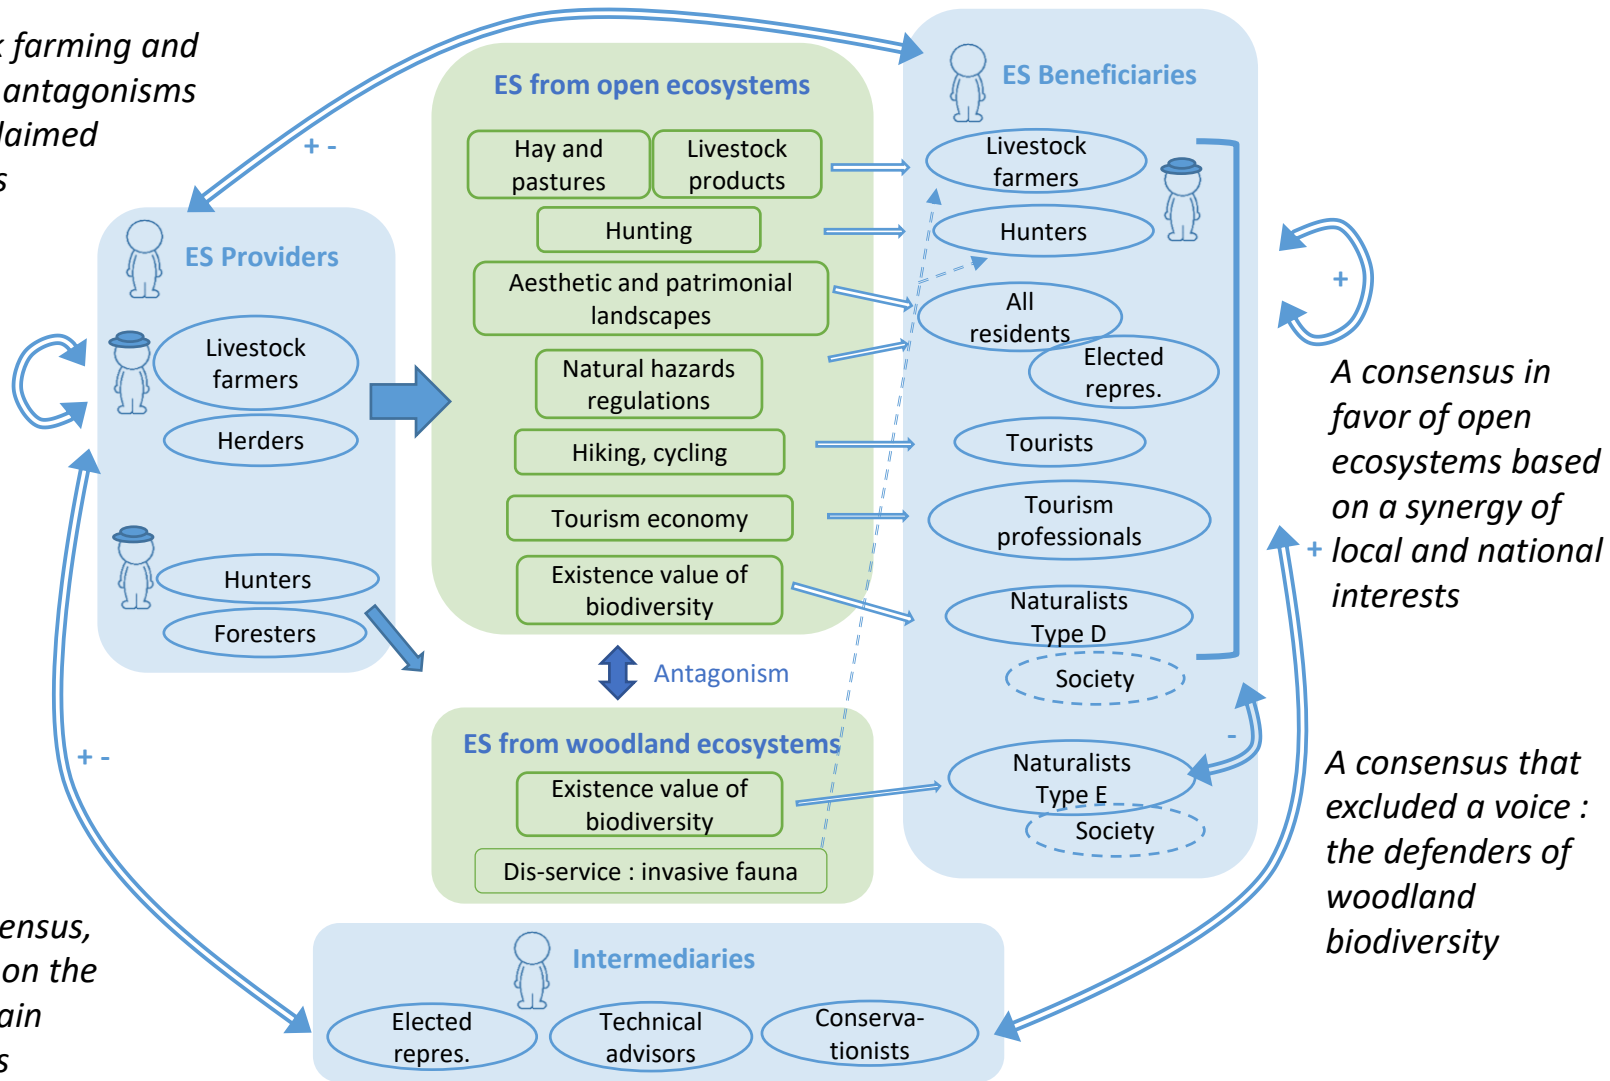 k farming and
antagonisms
laimed
s
+ -
ES Providers
Livestock
farmers
Herders
Hunters
Foresters
+ -
ensus,
on the
ain
s
ES from open ecosystems
Hay and
pastures
Livestock
products
Hunting
Aesthetic and patrimonial
landscapes
Natural hazards
regulations
Hiking, cycling
Tourism economy
Existence value of
biodiversity
Antagonism
ES from woodland ecosystems
Existence value of
biodiversity
Dis-service : invasive fauna
ES Beneficiaries
Livestock
farmers
Hunters
All
residents
Elected
repres.
Tourists
Tourism
professionals
Naturalists
Type D
Society
-
Naturalists
Type E
Society
+
A consensus in
favor of open
ecosystems based
on a synergy of
+
local and national
interests
A consensus that
excluded a voice :
the defenders of
woodland
biodiversity
Intermediaries
Elected
repres.
Technical
advisors
Conserva-
tionists